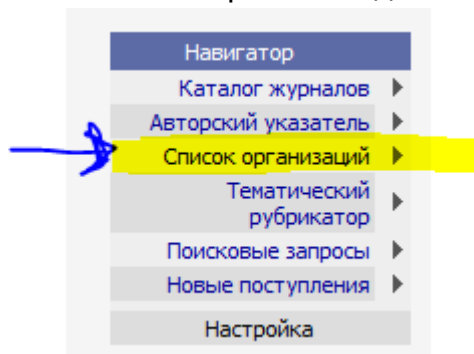 Навигатор
Каталог журналов
Авторский указатель
Список организаций
Тематический
рубрикатор
Поисковые запросы
Новые поступления
Настройка